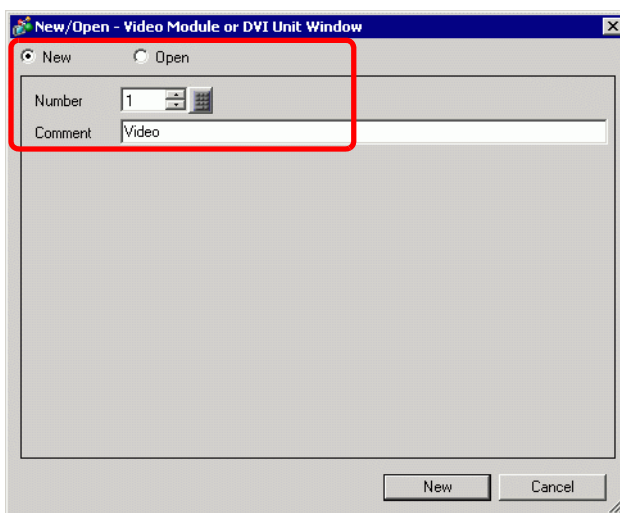 New/Open - Video Module or DVI Unit Window
New Open
Number 1
Comment Video
New Cancel